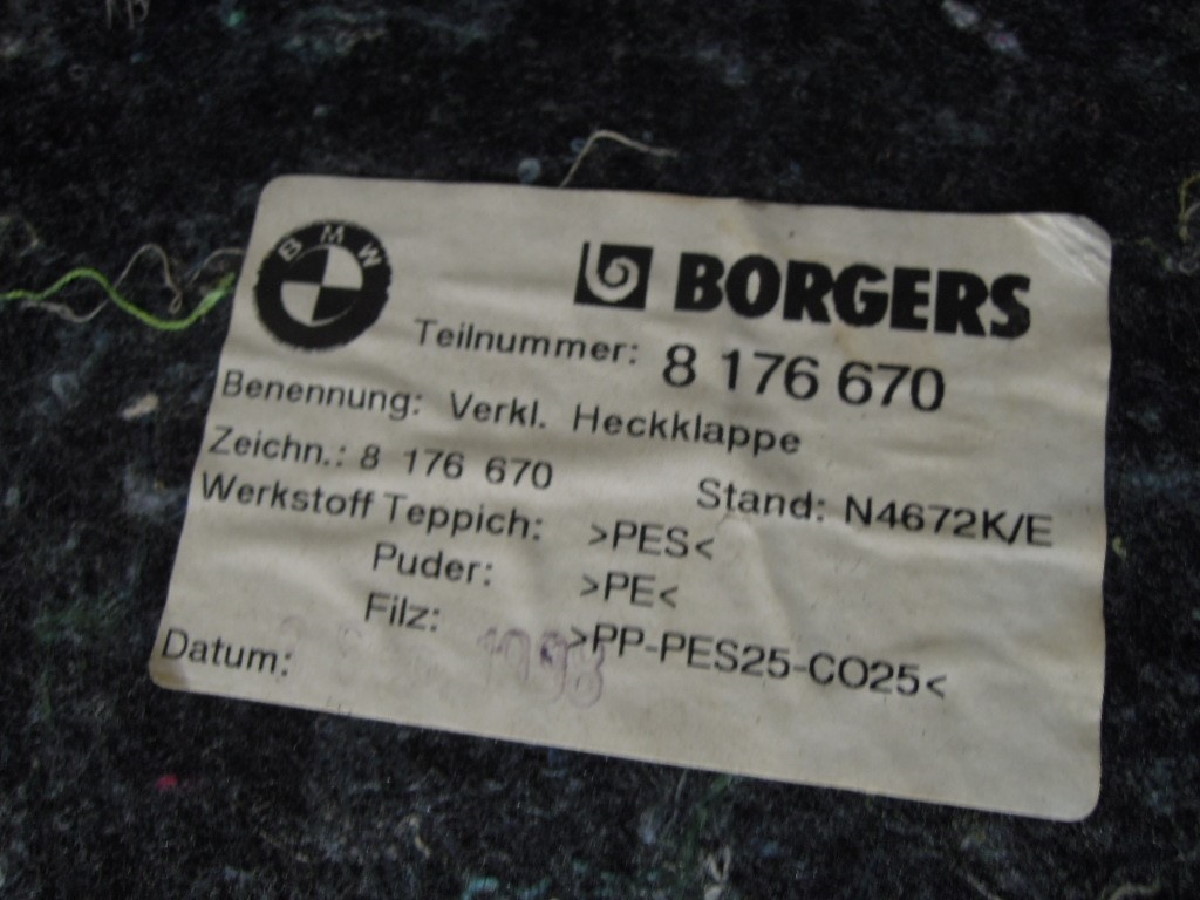 BMW
BORGERS
Teilnummer: 8 176 670
Benennung: Verkl. Heckklappe
Zeichn.: 8 176 670
Stand: N4672K/E
Werkstoff Teppich: >PES<
Puder: >PE<
Filz: >PP-PES25-CO25<
Datum: 1998